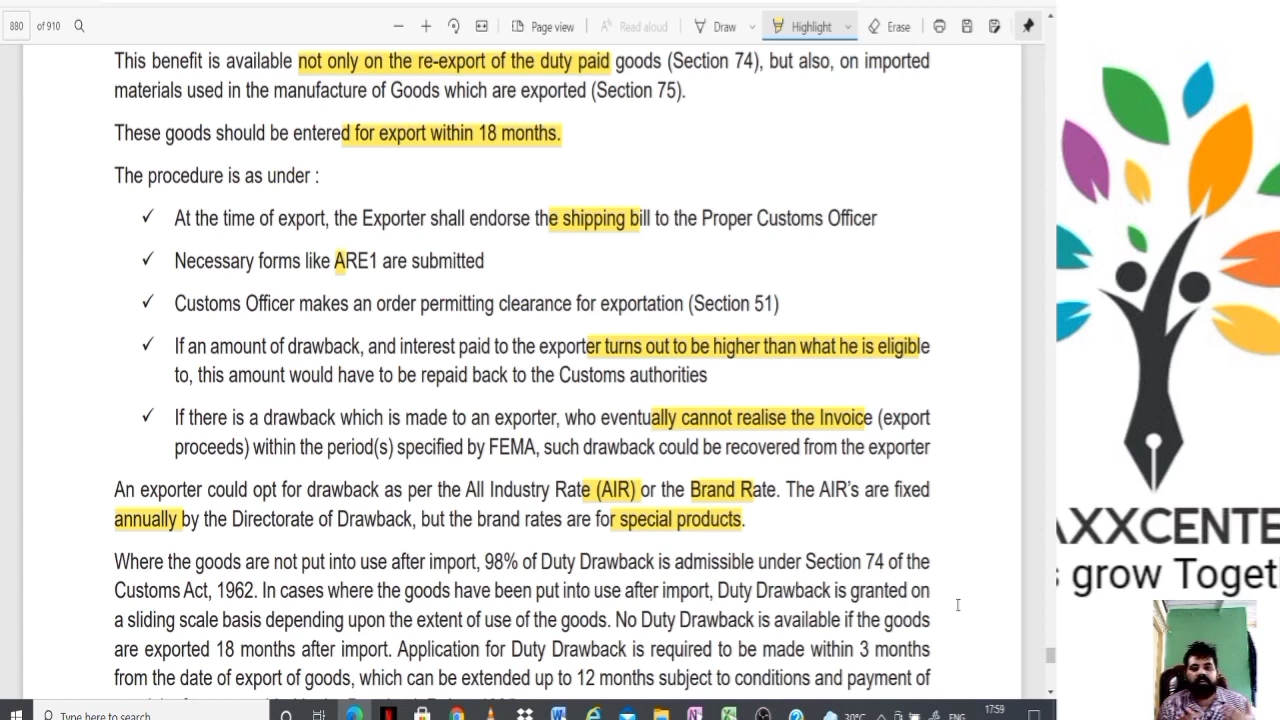 880 of 910
Page view
Read aloud
Draw
Highlight
Erase
This benefit is available not only on the re-export of the duty paid goods (Section 74), but also, on imported
materials used in the manufacture of Goods which are exported (Section 75).
These goods should be entered for export within 18 months.
The procedure is as under :
✓ At the time of export, the Exporter shall endorse the shipping bill to the Proper Customs Officer
✓ Necessary forms like ARE1 are submitted
✓ Customs Officer makes an order permitting clearance for exportation (Section 51)
✓ If an amount of drawback, and interest paid to the exporter turns out to be higher than what he is eligible
to, this amount would have to be repaid back to the Customs authorities
✓ If there is a drawback which is made to an exporter, who eventually cannot realise the Invoice (export
proceeds) within the period(s) specified by FEMA, such drawback could be recovered from the exporter
An exporter could opt for drawback as per the All Industry Rate (AIR) or the Brand Rate. The AIR's are fixed
annually by the Directorate of Drawback, but the brand rates are for special products.
Where the goods are not put into use after import, 98% of Duty Drawback is admissible under Section 74 of the
Customs Act, 1962. In cases where the goods have been put into use after import, Duty Drawback is granted on
a sliding scale basis depending upon the extent of use of the goods. No Duty Drawback is available if the goods
are exported 18 months after import. Application for Duty Drawback is required to be made within 3 months
from the date of export of goods, which can be extended up to 12 months subject to conditions and payment of
AXXCENTE
s grow Togeth
Type here to search
30°C
ENG
17:59